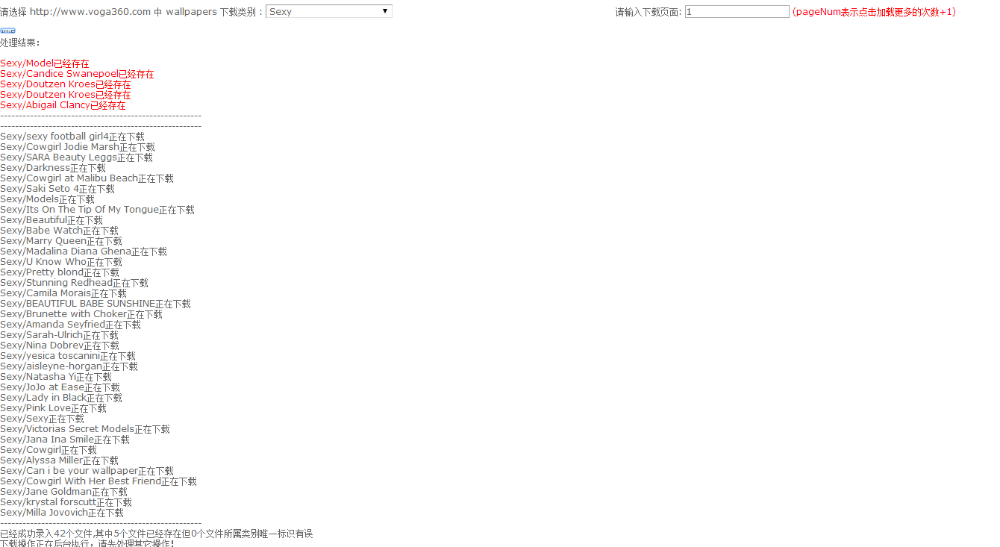 请选择 http://www.voga360.com 中 wallpapers 下载类别： Sexy
请输入下载页面: 1 (pageNum表示点击加载更多的次数+1)
处理结果：
Sexy/Model已经存在
Sexy/Candice Swanepoel已经存在
Sexy/Doutzen Kroes已经存在
Sexy/Doutzen Kroes已经存在
Sexy/Abigail Clancy已经存在
------------------------------------------------------
------------------------------------------------------
Sexy/sexy football girl4正在下载
Sexy/Cowgirl Jodie Marsh正在下载
Sexy/SARA Beauty Leggs正在下载
Sexy/Darkness正在下载
Sexy/Cowgirl at Malibu Beach正在下载
Sexy/Saki Seto 4正在下载
Sexy/Models正在下载
Sexy/Its On The Tip Of My Tongue正在下载
Sexy/Beautiful正在下载
Sexy/Babe Watch正在下载
Sexy/Marry Queen正在下载
Sexy/Madalina Diana Ghena正在下载
Sexy/U Know Who正在下载
Sexy/Pretty blond正在下载
Sexy/Stunning Redhead正在下载
Sexy/Camila Morais正在下载
Sexy/BEAUTIFUL BABE SUNSHINE正在下载
Sexy/Brunette with Choker正在下载
Sexy/Amanda Seyfried正在下载
Sexy/Sarah-Ulrich正在下载
Sexy/Nina Dobrev正在下载
Sexy/yesica toscanini正在下载
Sexy/aisleyne-horgan正在下载
Sexy/Natasha Yi正在下载
Sexy/JoJo at Ease正在下载
Sexy/Lady in Black正在下载
Sexy/Pink Love正在下载
Sexy/Sexy正在下载
Sexy/Victorias Secret Models正在下载
Sexy/Jana Ina Smile正在下载
Sexy/Cowgirl正在下载
Sexy/Alyssa Miller正在下载
Sexy/Can i be your wallpaper正在下载
Sexy/Cowgirl With Her Best Friend正在下载
Sexy/Jane Goldman正在下载
Sexy/krystal forscutt正在下载
Sexy/Milla Jovovich正在下载
------------------------------------------------------
已经成功录入42个文件,其中5个文件已经存在但0个文件所属类别唯一标识有误
下载操作正在后台执行，请先处理其它操作!